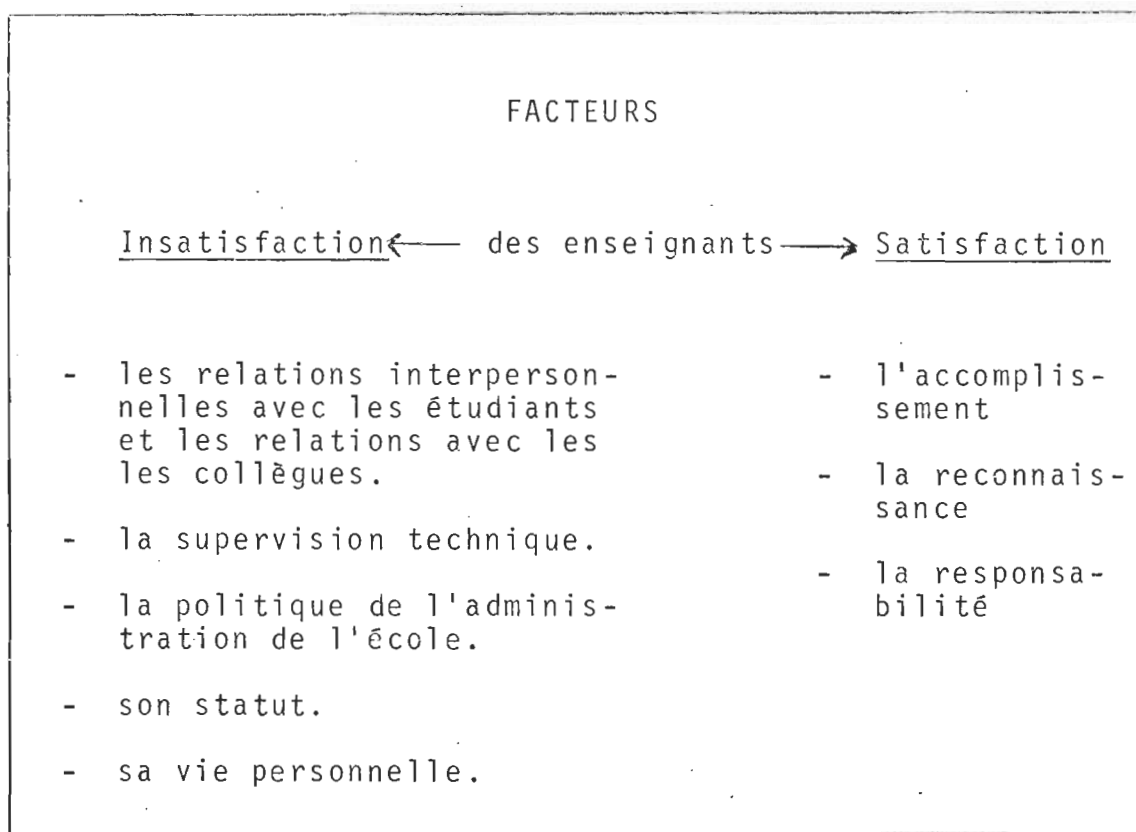 FACTEURS
Insatisfaction ← des enseignants → Satisfaction
- les relations interperson-
nelles avec les étudiants
et les relations avec les
les collègues.
- la supervision technique.
- la politique de l'adminis-
tration de l'école.
- son statut.
- sa vie personnelle.
- l'accomplis-
sement
- la reconnais-
sance
- la responsa-
bilité